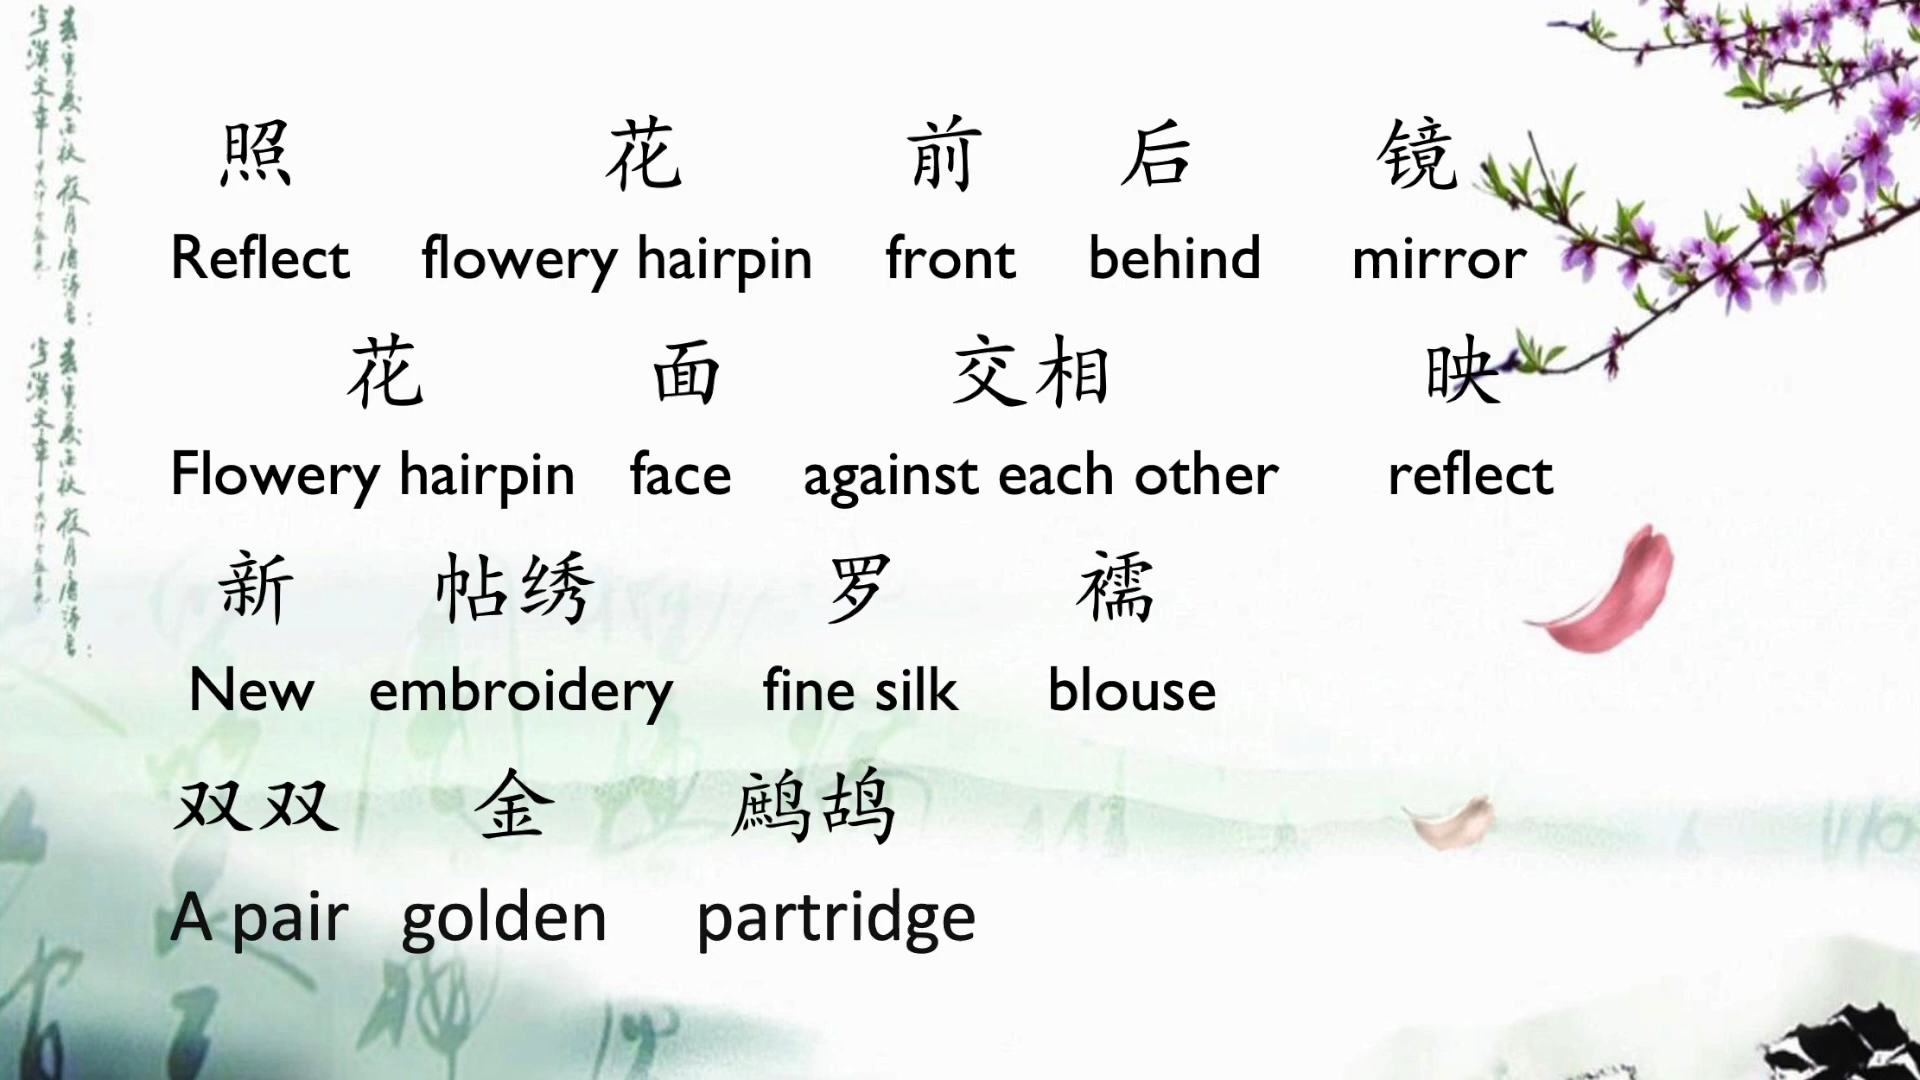 照 花 前 后 镜
Reflect flowery hairpin front behind mirror
花 面 交相 映
Flowery hairpin face against each other reflect
新 帖绣 罗 襦
New embroidery fine silk blouse
双双 金 鹧鸪
A pair golden partridge